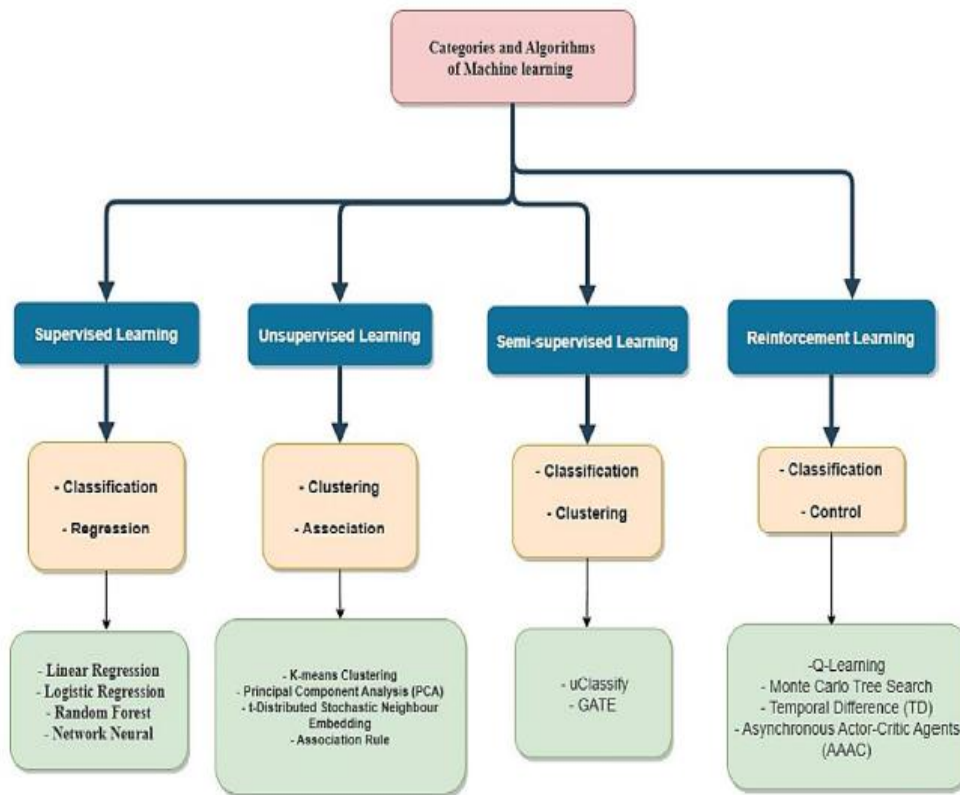 Categories and Algorithms
of Machine learning
Supervised Learning
Unsupervised Learning
Semi-supervised Learning
Reinforcement Learning
- Classification
- Regression
- Clustering
- Association
- Classification
- Clustering
- Classification
- Control
- Linear Regression
- Logistic Regression
- Random Forest
- Network Neural
- K-means Clustering
- Principal Component Analysis (PCA)
- t-Distributed Stochastic Neighbour
Embedding
- Association Rule
- uClassify
- GATE
-Q-Learning
- Monte Carlo Tree Search
- Temporal Difference (TD)
- Asynchronous Actor-Critic Agents
(AAAC)